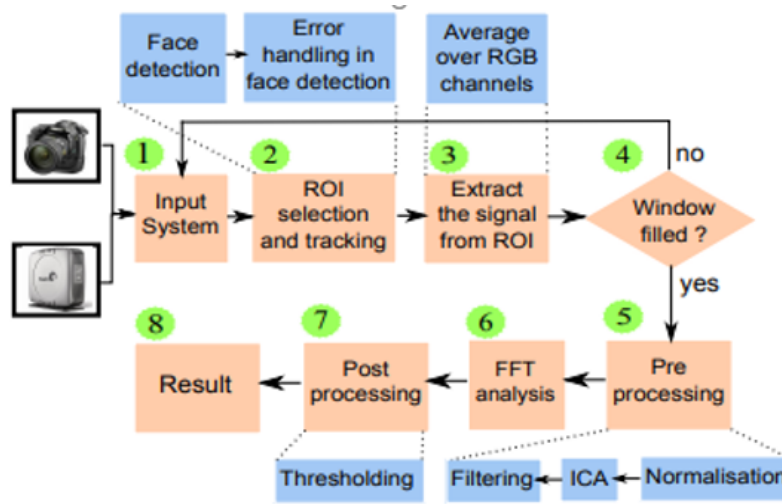 Face
detection
Error
handling in
face detection
Average
over RGB
channels
1
Input
System
2
ROI
selection
and tracking
3
Extract
the signal
from ROI
4
Window
filled ?
no
yes
5
Pre
processing
6
FFT
analysis
7
Post
processing
8
Result
Thresholding
Filtering
ICA
Normalisation